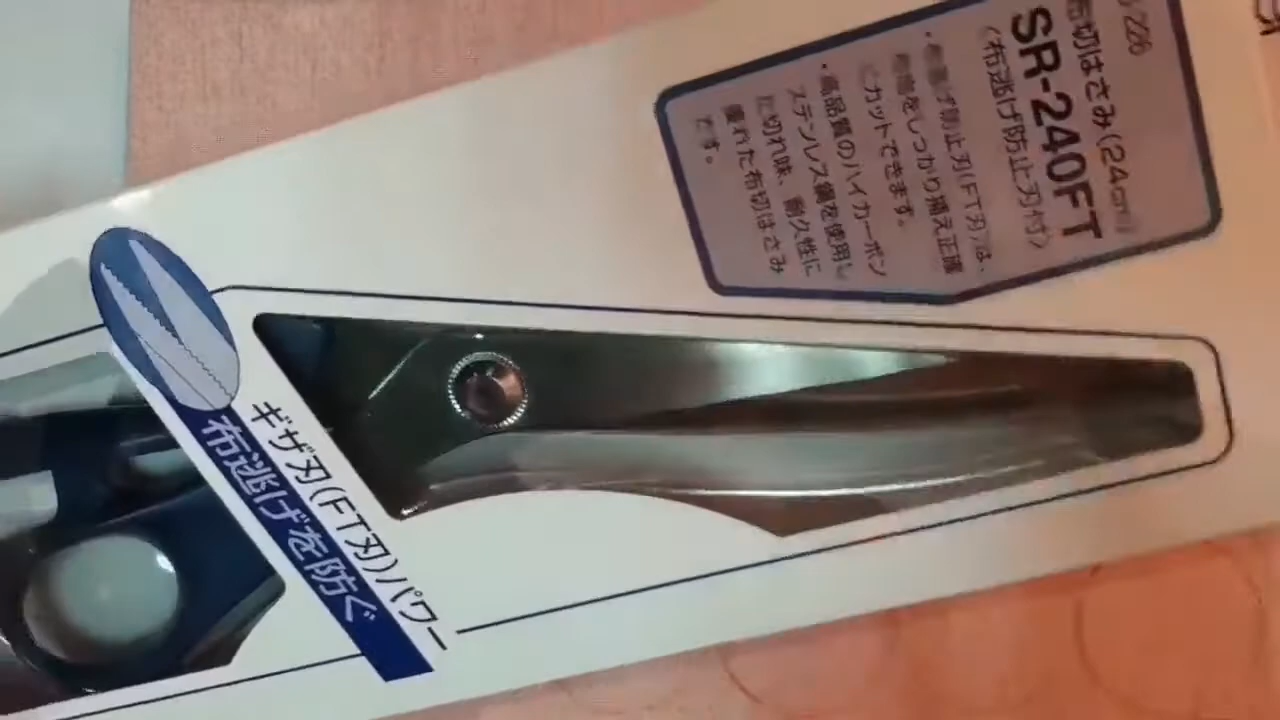 226
布切はさみ(24cm)
SR-240FT
〈布逃げ防止刃付〉
・布逃げ防止刃(FT刃)は、
布地をしっかり捕え正確
にカットできます。
・高品質のハイカーボン
ステンレス鋼を使用し
た切れ味、耐久性に
優れた布切はさみ
です。
ギザ刃(FT刃)パワー
布逃げを防ぐ